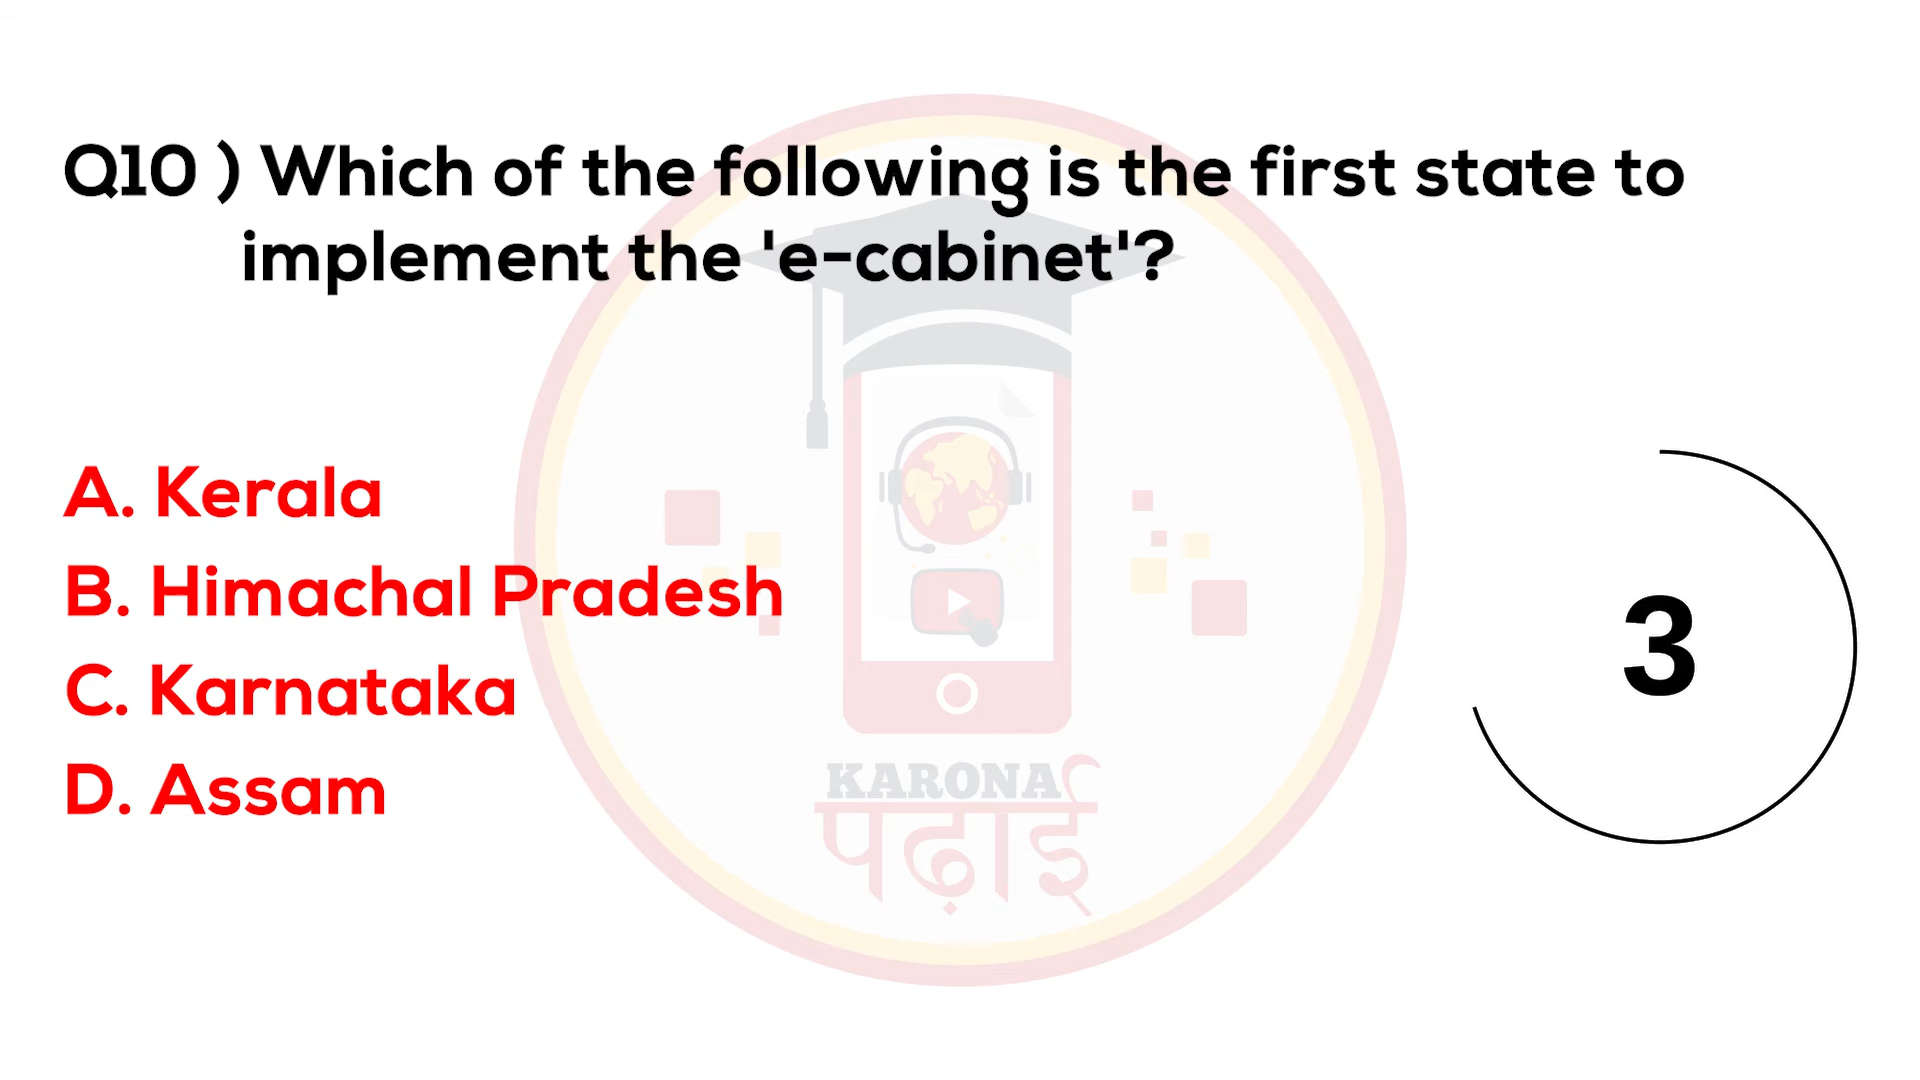 Q10 ) Which of the following is the first state to
implement the 'e-cabinet'?
A. Kerala
B. Himachal Pradesh
C. Karnataka
D. Assam
3
KARONA
पढ़ाई